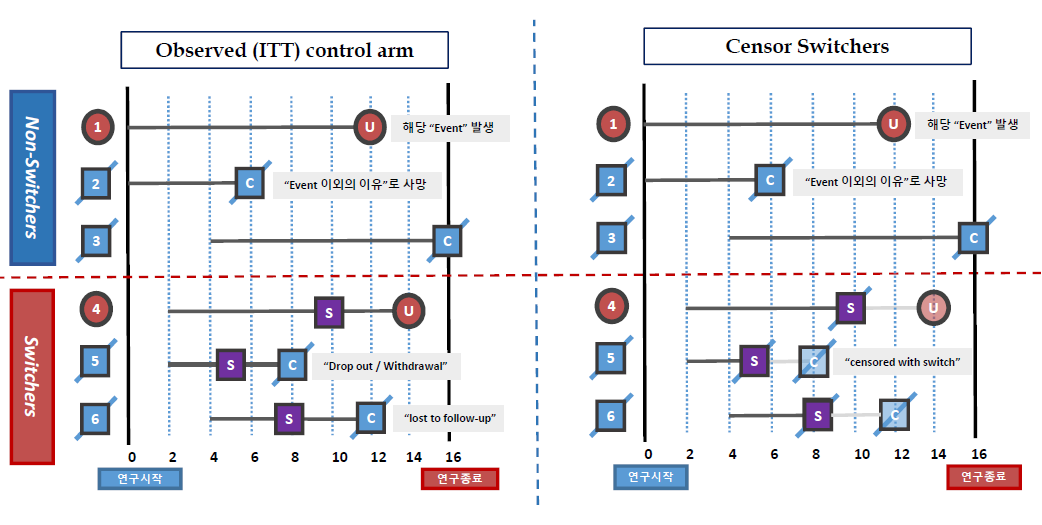 Observed (ITT) control arm
Non-Switchers
1
U
해당 “Event” 발생
2
C
“Event 이외의 이유”로 사망
3
C
Switchers
4
S
U
5
S
C
“Drop out / Withdrawal”
6
S
C
“lost to follow-up”
0 2 4 6 8 10 12 14 16
연구시작
연구종료
Censor Switchers
1
U
해당 “Event” 발생
2
C
“Event 이외의 이유”로 사망
3
C
4
S
U
5
S
C
“censored with switch”
6
S
C
0 2 4 6 8 10 12 14 16
연구시작
연구종료